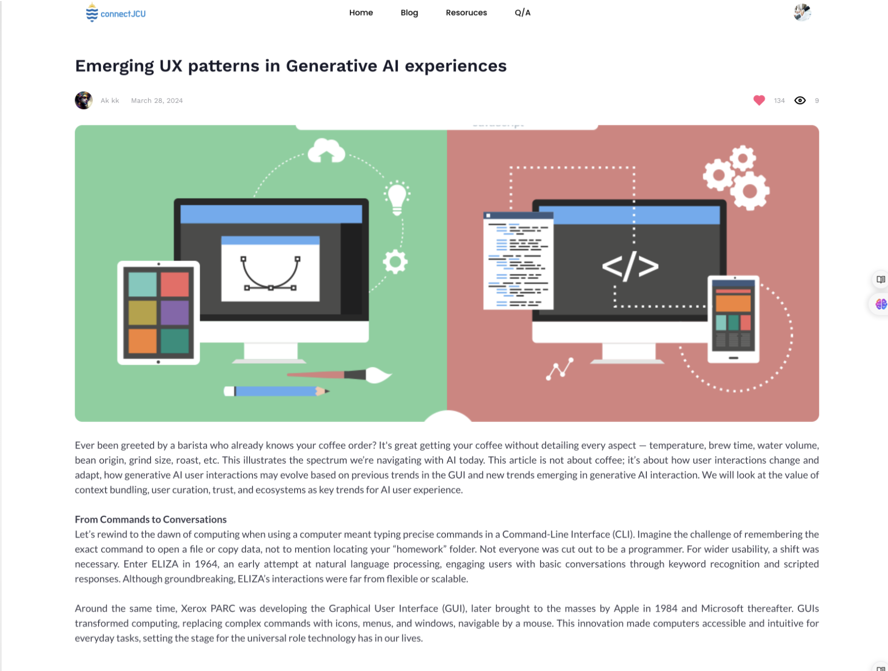 connectJCU
Home Blog Resoruces Q/A
Emerging UX patterns in Generative AI experiences
Ak kk March 28, 2024 134 9
</>
Ever been greeted by a barista who already knows your coffee order? It's great getting your coffee without detailing every aspect — temperature, brew time, water volume,
bean origin, grind size, roast, etc. This illustrates the spectrum we're navigating with AI today. This article is not about coffee; it's about how user interactions change and
adapt, how generative AI user interactions may evolve based on previous trends in the GUI and new trends emerging in generative AI interaction. We will look at the value of
context bundling, user curation, trust, and ecosystems as key trends for AI user experience.
From Commands to Conversations
Let's rewind to the dawn of computing when using a computer meant typing precise commands in a Command-Line Interface (CLI). Imagine the challenge of remembering the
exact command to open a file or copy data, not to mention locating your "homework" folder. Not everyone was cut out to be a programmer. For wider usability, a shift was
necessary. Enter ELIZA in 1964, an early attempt at natural language processing, engaging users with basic conversations through keyword recognition and scripted
responses. Although groundbreaking, ELIZA's interactions were far from flexible or scalable.
Around the same time, Xerox PARC was developing the Graphical User Interface (GUI), later brought to the masses by Apple in 1984 and Microsoft thereafter. GUIs
transformed computing, replacing complex commands with icons, menus, and windows, navigable by a mouse. This innovation made computers accessible and intuitive for
everyday tasks, setting the stage for the universal role technology has in our lives.